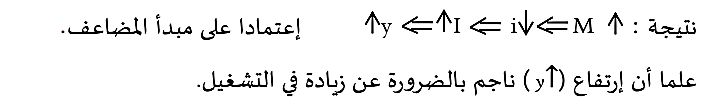 نتيجة : ↑ M ⇐ i↓ ⇐ I↑ ⇐ y↑ إعتمادا على مبدأ المضاعف.
علما أن إرتفاع (y↑) ناجم بالضرورة عن زيادة في التشغيل.